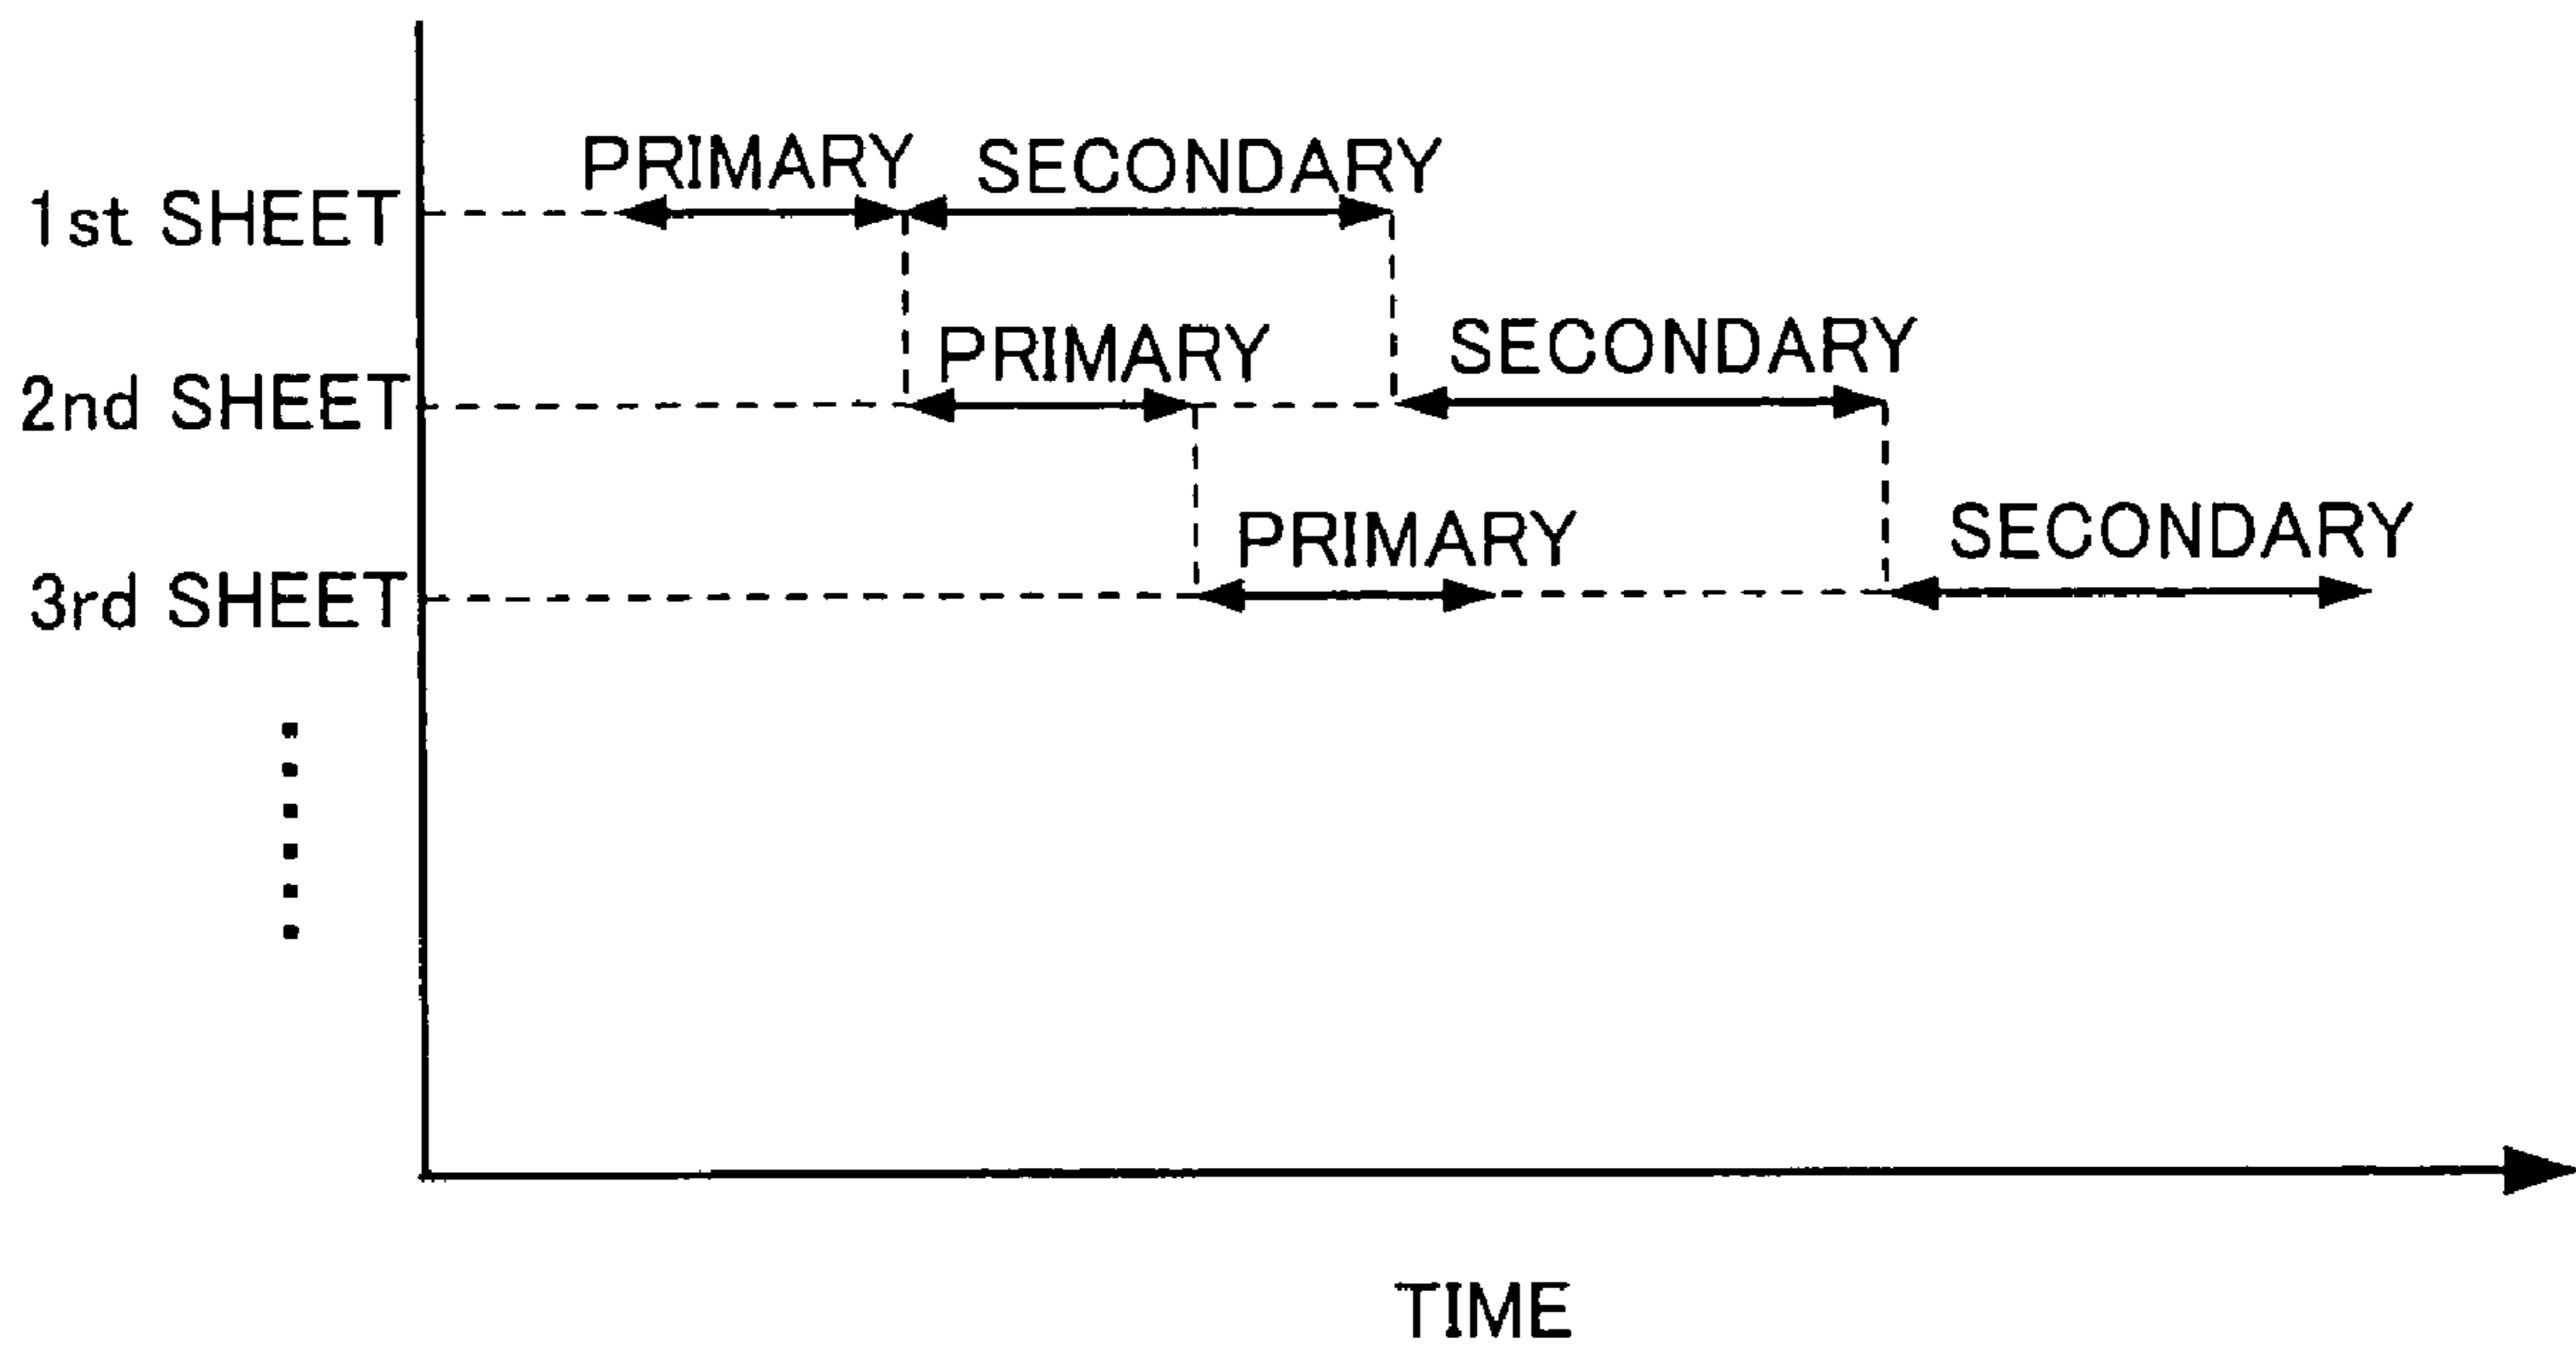 PRIMARY SECONDARY
1st SHEET
PRIMARY SECONDARY
2nd SHEET
PRIMARY SECONDARY
3rd SHEET
TIME